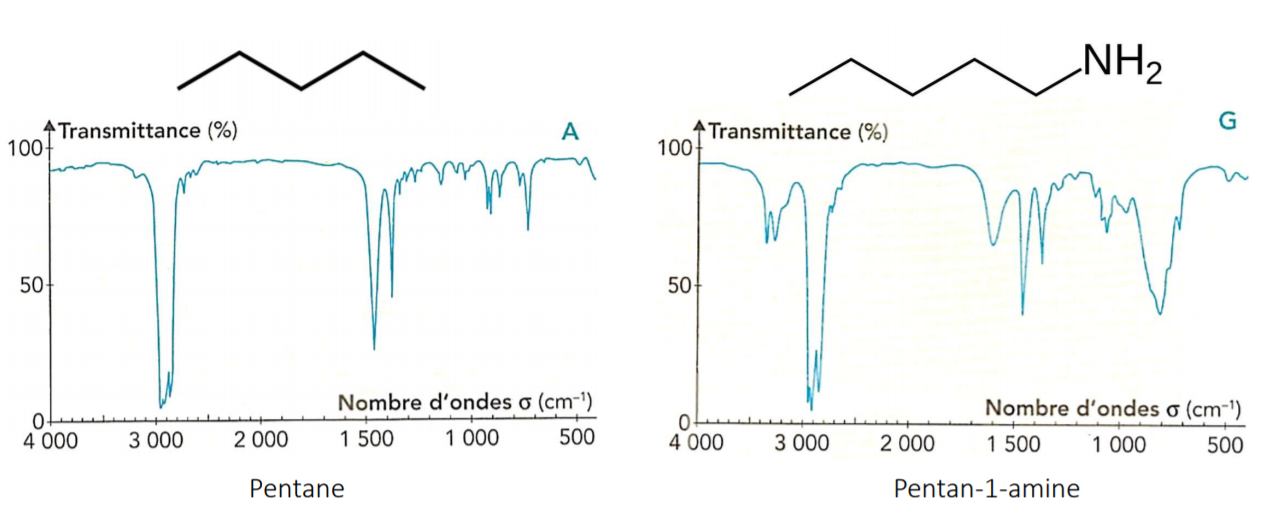 NH2
Transmittance (%)
A
100
50
0
Nombre d'ondes σ (cm⁻¹)
4 000 3 000 2 000 1 500 1 000 500
Pentane
Transmittance (%)
G
100
50
0
Nombre d'ondes σ (cm⁻¹)
4 000 3 000 2 000 1 500 1 000 500
Pentan-1-amine